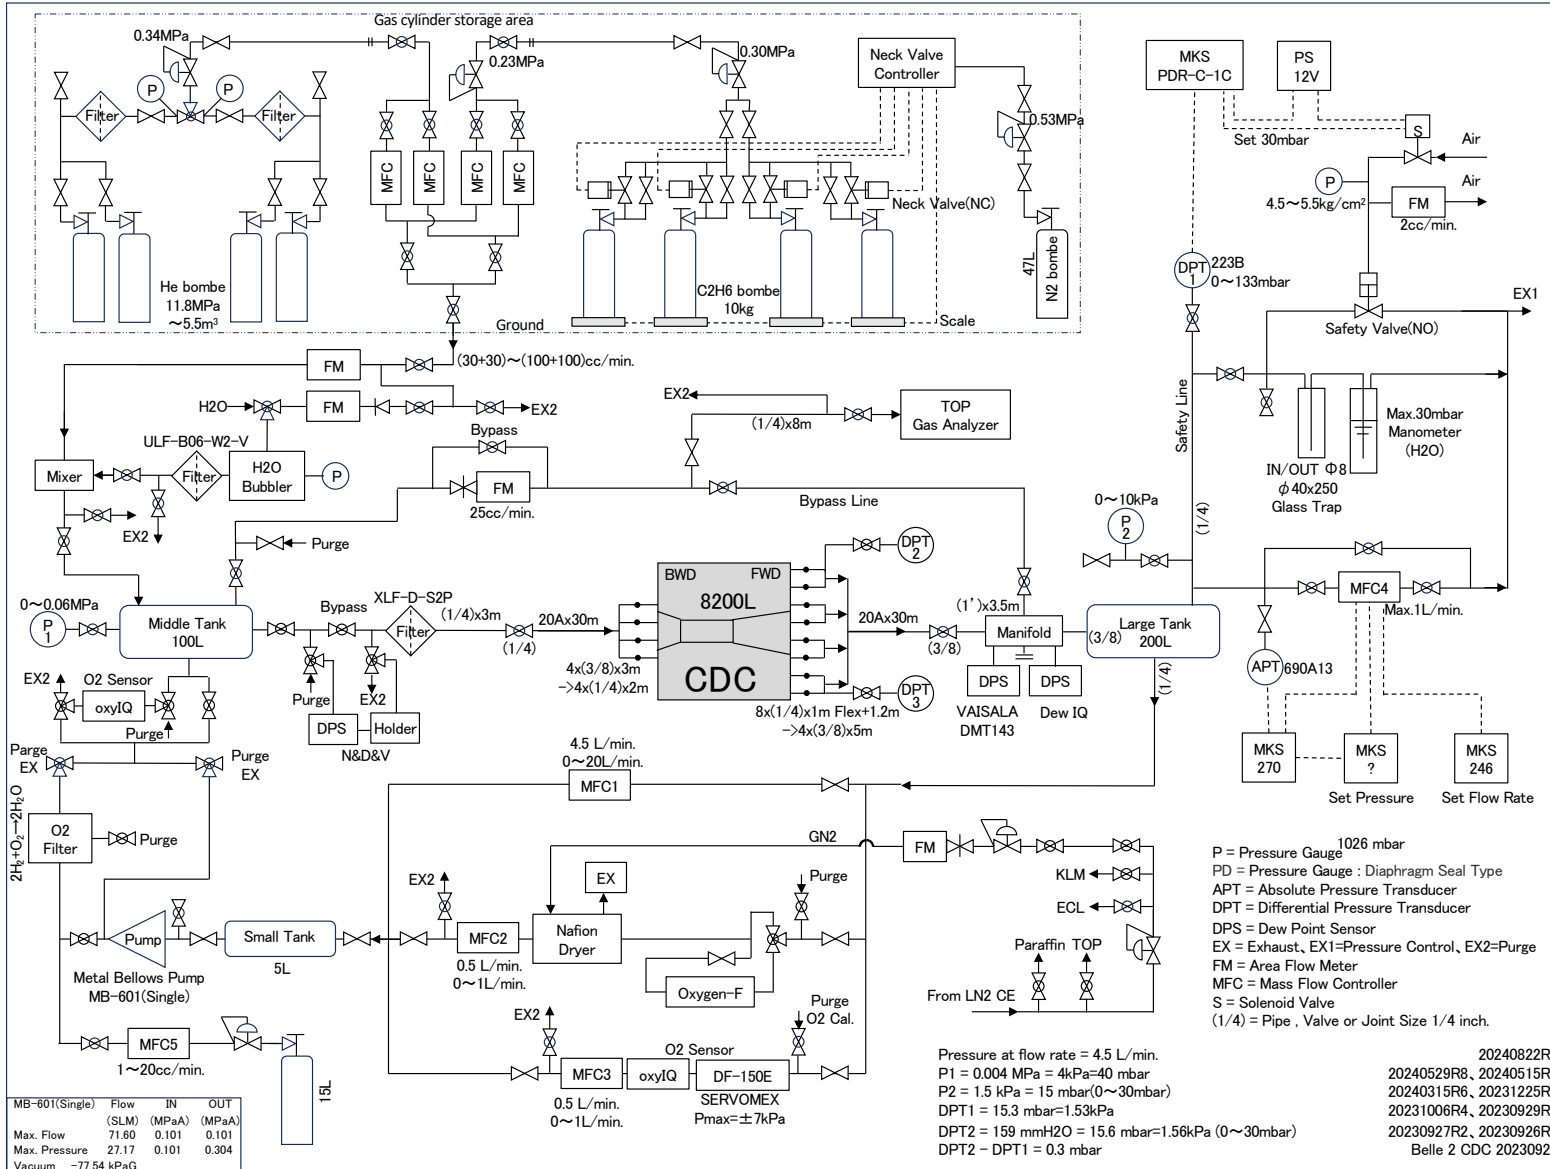 Gas cylinder storage area
0.34MPa
0.23MPa
0.30MPa
Neck Valve
Controller
0.53MPa
P
P
Filter
Filter
MFC
MFC
MFC
MFC
Neck Valve(NC)
He bombe
11.8MPa
～5.5m³
C2H6 bombe
10kg
47L
N2 bombe
Scale
Ground
MKS
PDR-C-1C
PS
12V
Set 30mbar
S
Air
P
Air
4.5～5.5kg/cm²
FM
2cc/min.
DPT
1
223B
0～133mbar
EX1
Safety Valve(NO)
Safety Line
Max.30mbar
Manometer
(H2O)
IN/OUT Φ8
φ40x250
Glass Trap
(1/4)
FM
(30+30)～(100+100)cc/min.
H2O
FM
EX2
ULF-B06-W2-V
Mixer
Filter
H2O
Bubbler
P
EX2
Bypass
FM
25cc/min.
EX2
(1/4)x8m
TOP
Gas Analyzer
Bypass Line
Purge
0～0.06MPa
P
1
Middle Tank
100L
Bypass
XLF-D-S2P
Filter
(1/4)x3m
(1/4)
20Ax30m
BWD
FWD
8200L
CDC
DPT
2
DPT
3
4x(3/8)x3m
->4x(1/4)x2m
8x(1/4)x1m Flex+1.2m
->4x(3/8)x5m
20Ax30m
(3/8)
(1')x3.5m
Manifold
(3/8)
DPS
DPS
VAISALA
DMT143
Dew IQ
0～10kPa
P
2
Large Tank
200L
(1/4)
MFC4
Max.1L/min.
APT
690A13
MKS
270
MKS
?
MKS
246
Set Pressure
Set Flow Rate
EX2
O2 Sensor
oxyIQ
Purge
Purge
EX2
DPS
Holder
N&D&V
Parge
EX
Purge
EX
2H₂+O₂→2H₂O
O2
Filter
Purge
4.5 L/min.
0～20L/min.
MFC1
GN2
FM
EX2
EX
Purge
KLM
ECL
Pump
Small Tank
5L
MFC2
Nafion
Dryer
0.5 L/min.
0～1L/min.
Oxygen-F
Metal Bellows Pump
MB-601(Single)
Paraffin
TOP
From LN2 CE
MFC5
1～20cc/min.
15L
EX2
Purge
O2 Cal.
O2 Sensor
MFC3
oxyIQ
DF-150E
0.5 L/min.
0～1L/min.
SERVOMEX
Pmax=±7kPa
1026 mbar
P = Pressure Gauge
PD = Pressure Gauge : Diaphragm Seal Type
APT = Absolute Pressure Transducer
DPT = Differential Pressure Transducer
DPS = Dew Point Sensor
EX = Exhaust、EX1=Pressure Control、EX2=Purge
FM = Area Flow Meter
MFC = Mass Flow Controller
S = Solenoid Valve
(1/4) = Pipe , Valve or Joint Size 1/4 inch.
Pressure at flow rate = 4.5 L/min.
P1 = 0.004 MPa = 4kPa=40 mbar
P2 = 1.5 kPa = 15 mbar(0～30mbar)
DPT1 = 15.3 mbar=1.53kPa
DPT2 = 159 mmH2O = 15.6 mbar=1.56kPa (0～30mbar)
DPT2 - DPT1 = 0.3 mbar
20240822R
20240529R8、20240515R
20240315R6、20231225R
20231006R4、20230929R
20230927R2、20230926R
Belle 2 CDC 2023092
MB-601(Single) Flow IN OUT
(SLM) (MPaA) (MPaA)
Max. Flow 71.60 0.101 0.101
Max. Pressure 27.17 0.101 0.304
Vacuum -77.54 kPaG